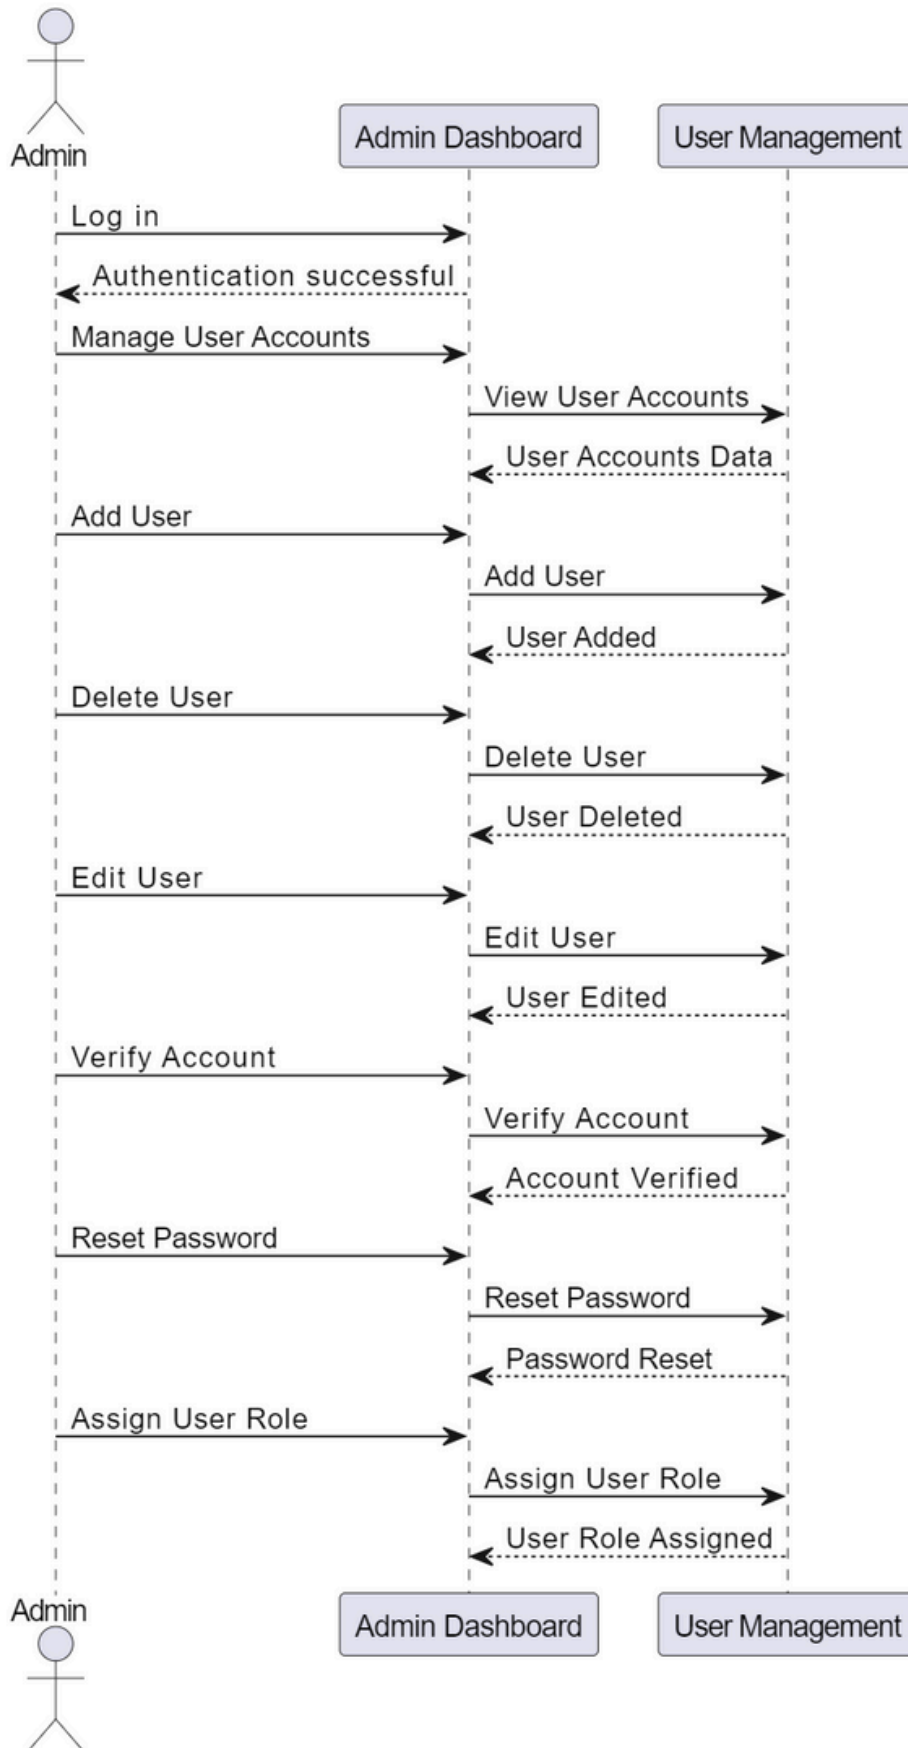 Admin
Admin Dashboard
User Management
Log in
Authentication successful
Manage User Accounts
View User Accounts
User Accounts Data
Add User
Add User
User Added
Delete User
Delete User
User Deleted
Edit User
Edit User
User Edited
Verify Account
Verify Account
Account Verified
Reset Password
Reset Password
Password Reset
Assign User Role
Assign User Role
User Role Assigned
Admin
Admin Dashboard
User Management